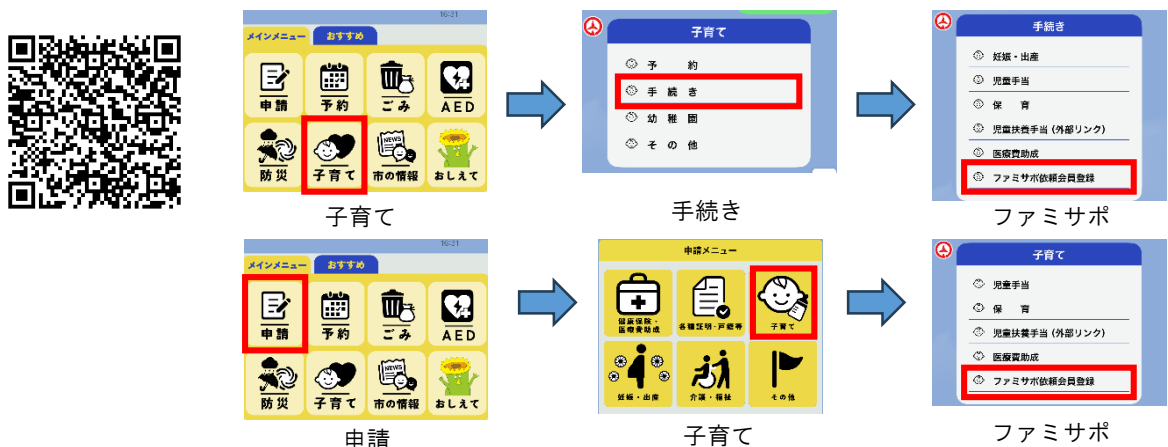 16:21
メインメニュー おすすめ
申請 予約 ごみ AED
防災 子育て NEWS 市の情報 おしえて
子育て
子育て
予 約
手 続 き
幼 稚 園
そ の 他
手続き
手続き
妊娠・出産
児童手当
保 育
児童扶養手当(外部リンク)
医療費助成
ファミサポ依頼会員登録
ファミサポ
16:21
メインメニュー おすすめ
申請 予約 ごみ AED
防災 子育て NEWS 市の情報 おしえて
申請
申請メニュー
健康保険・医療費助成 各種証明・戸籍等 子育て
妊娠・出産 介護・福祉 その他
子育て
子育て
児童手当
保 育
児童扶養手当(外部リンク)
医療費助成
ファミサポ依頼会員登録
ファミサポ